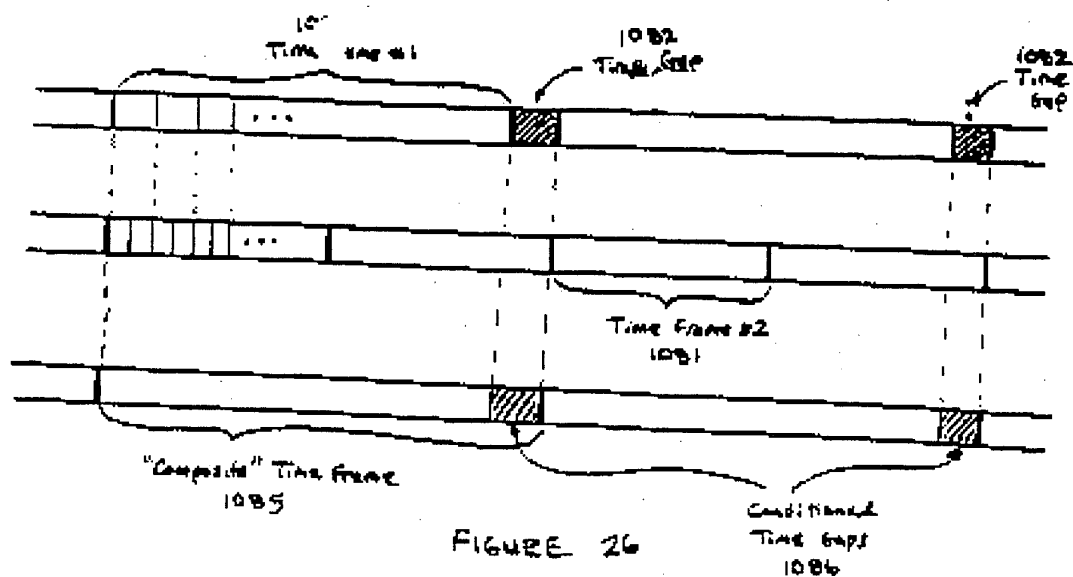 10
Time #1
1082
Time Gap
1082
Time
Gap
...
...
Time Frame #2
1081
"Composite" Time Frame
1085
Conditioned
Time Gaps
1086
FIGURE 26